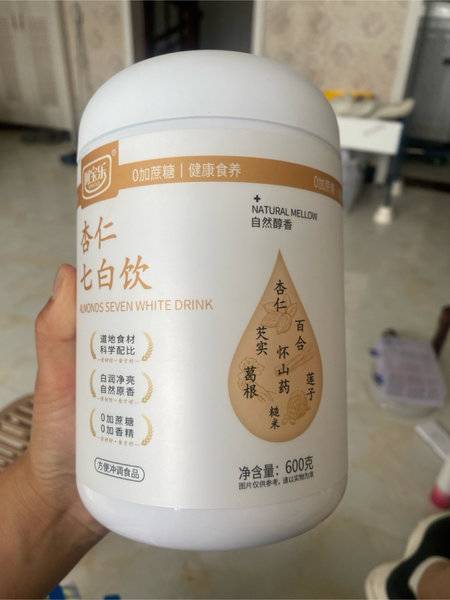 0加蔗糖｜健康食养
0加蔗糖
杏仁
七白饮
ALMONDS SEVEN WHITE DRINK
道地食材
科学配比
白润净亮
自然原香
0加蔗糖
0加香精
方便冲调食品
NATURAL MELLOW
自然醇香
杏仁
百合
芡实
怀山药
莲子
葛根
糙米
净含量：600克
图片仅供参考，请以实物为准